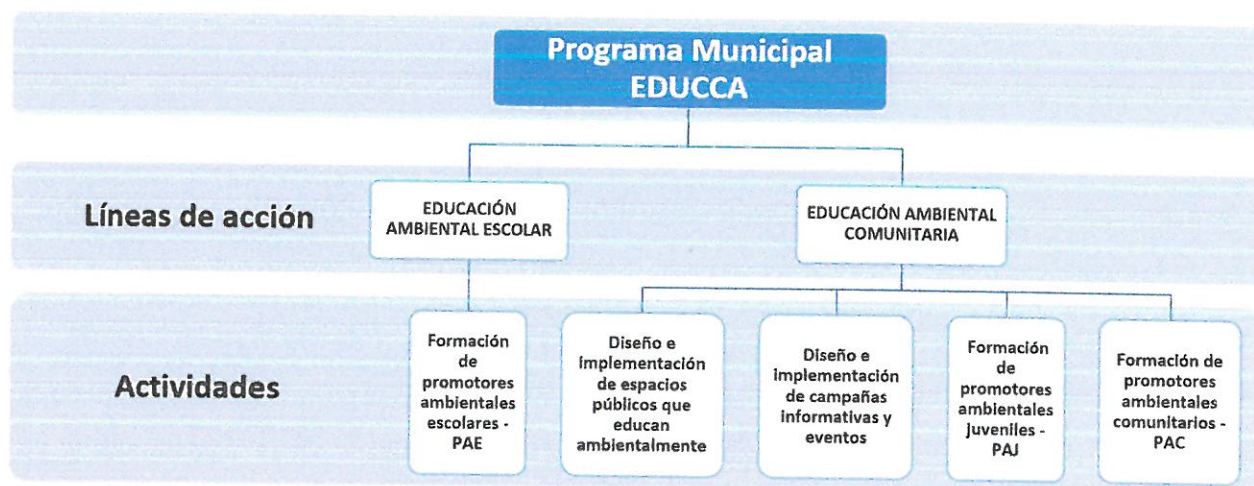 Programa Municipal
EDUCCA
Líneas de acción
EDUCACIÓN
AMBIENTAL ESCOLAR
EDUCACIÓN AMBIENTAL
COMUNITARIA
Actividades
Formación
de
promotores
ambientales
escolares -
PAE
Diseño e
implementación
de espacios
públicos que
educan
ambientalmente
Diseño e
implementación
de campañas
informativas y
eventos
Formación
de
promotores
ambientales
juveniles -
PAJ
Formación de
promotores
ambientales
comunitarios -
PAC